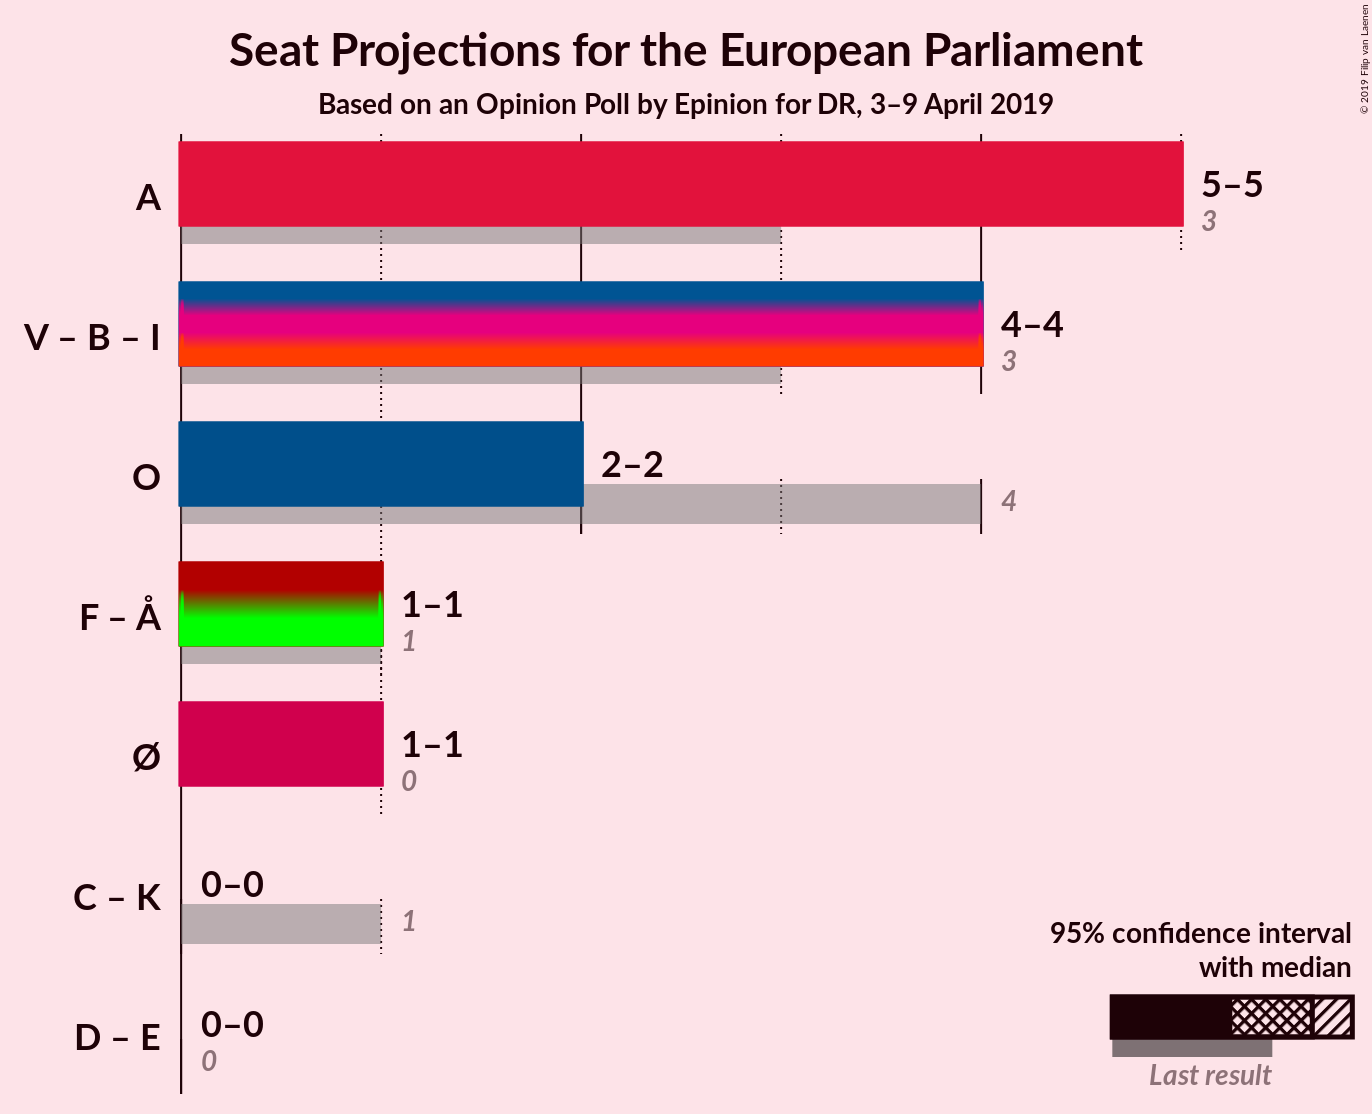 Seat Projections for the European Parliament
Based on an Opinion Poll by Epinion for DR, 3–9 April 2019
© 2019 Filip van Laenen
A
5–5
3
V – B – I
4–4
3
O
2–2
4
F – Å
1–1
1
Ø
1–1
0
C – K
0–0
1
D – E
0–0
0
95% confidence interval
with median
Last result